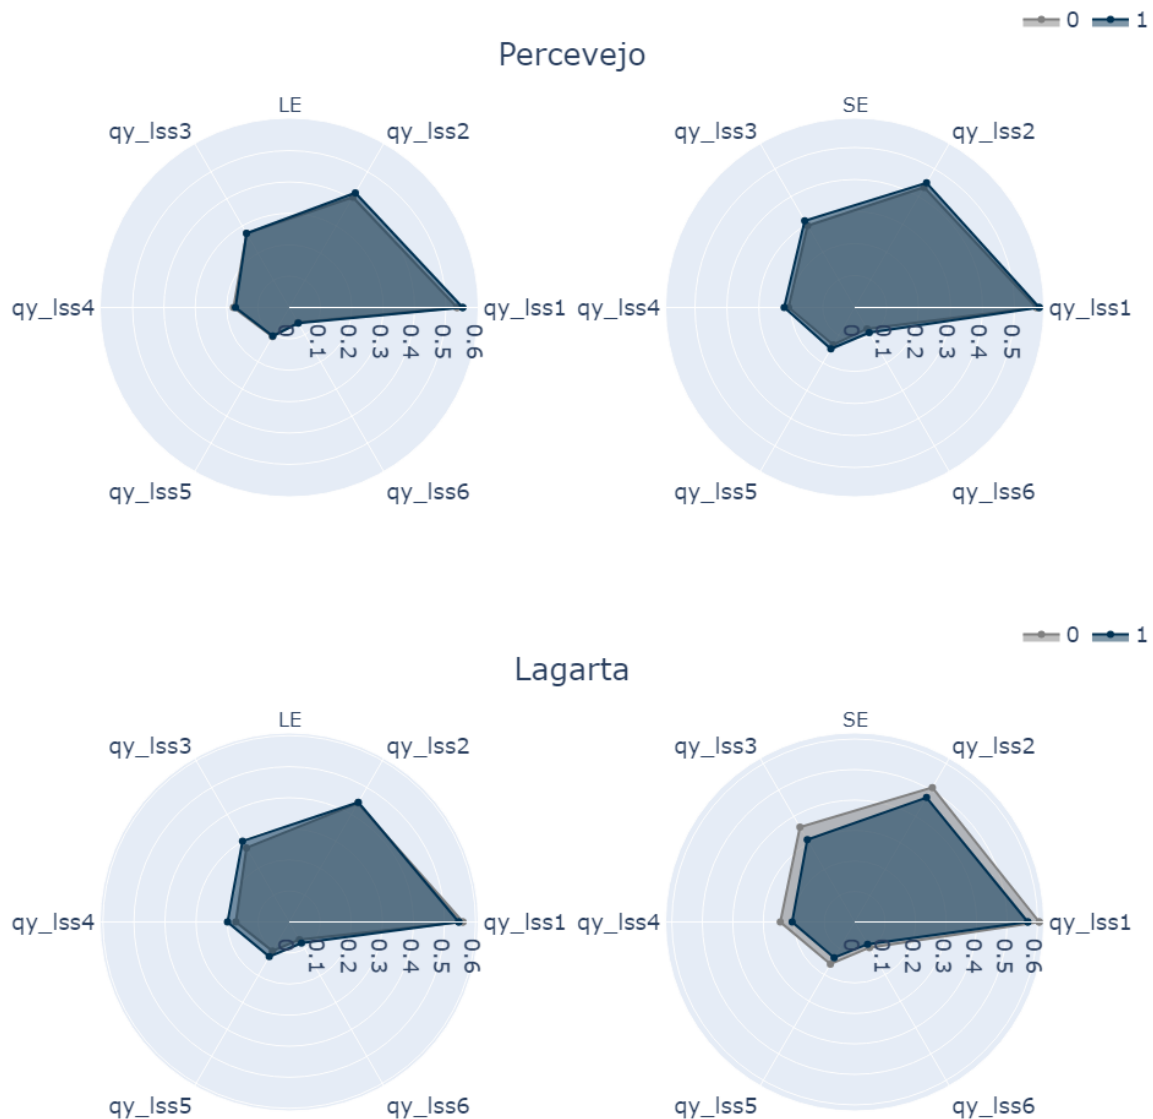 0 1
Percevejo
LE
SE
qy_lss3 qy_lss2 qy_lss3 qy_lss2
qy_lss4 qy_lss1 qy_lss4 qy_lss1
0 0.1 0.2 0.3 0.4 0.5 0.6
0 0.1 0.2 0.3 0.4 0.5
qy_lss5 qy_lss6 qy_lss5 qy_lss6
0 1
Lagarta
LE
SE
qy_lss3 qy_lss2 qy_lss3 qy_lss2
qy_lss4 qy_lss1 qy_lss4 qy_lss1
0 0.1 0.2 0.3 0.4 0.5 0.6
0 0.1 0.2 0.3 0.4 0.5 0.6
qy_lss5 qy_lss6 qy_lss5 qy_lss6